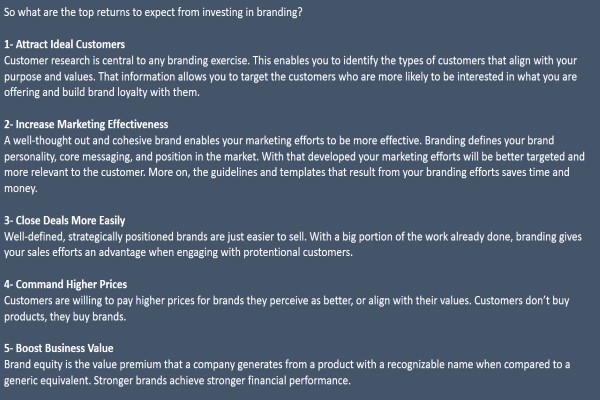 So what are the top returns to expect from investing in branding?
1- Attract Ideal Customers
Customer research is central to any branding exercise. This enables you to identify the types of customers that align with your
purpose and values. That information allows you to target the customers who are more likely to be interested in what you are
offering and build brand loyalty with them.
2- Increase Marketing Effectiveness
A well-thought out and cohesive brand enables your marketing efforts to be more effective. Branding defines your brand
personality, core messaging, and position in the market. With that developed your marketing efforts will be better targeted and
more relevant to the customer. More on, the guidelines and templates that result from your branding efforts saves time and
money.
3- Close Deals More Easily
Well-defined, strategically positioned brands are just easier to sell. With a big portion of the work already done, branding gives
your sales efforts an advantage when engaging with protentional customers.
4- Command Higher Prices
Customers are willing to pay higher prices for brands they perceive as better, or align with their values. Customers don’t buy
products, they buy brands.
5- Boost Business Value
Brand equity is the value premium that a company generates from a product with a recognizable name when compared to a
generic equivalent. Stronger brands achieve stronger financial performance.